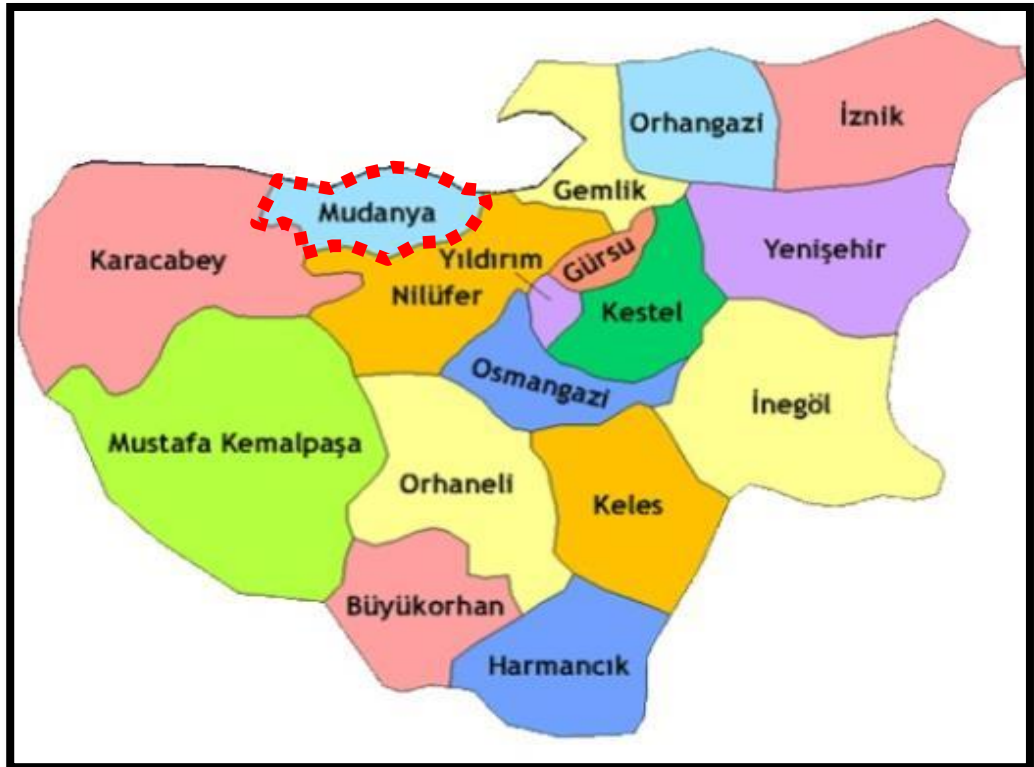 Orhangazi
İznik
Gemlik
Mudanya
Yenişehir
Karacabey
Yıldırım
Gürsu
Nilüfer
Kestel
Osmangazi
İnegöl
Mustafa Kemalpaşa
Orhaneli
Keles
Büyükorhan
Harmancık